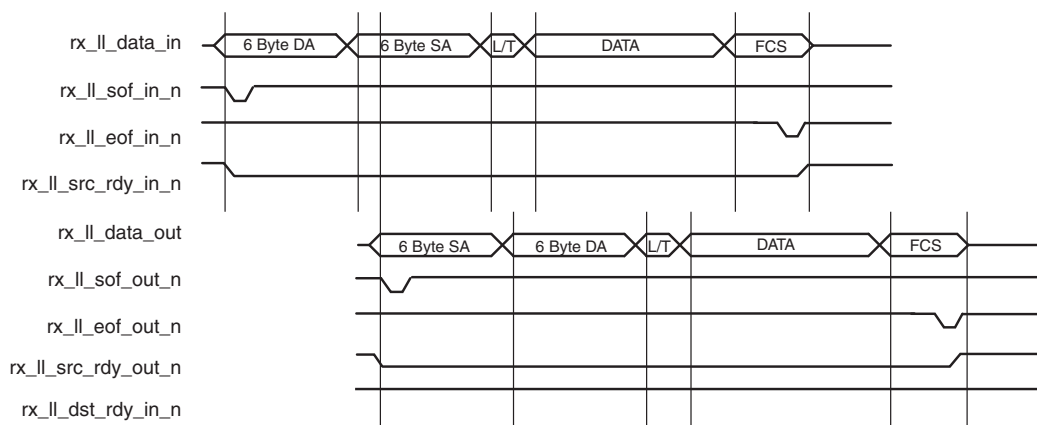 rx_ll_data_in
6 Byte DA 6 Byte SA L/T DATA FCS
rx_ll_sof_in_n
rx_ll_eof_in_n
rx_ll_src_rdy_in_n
rx_ll_data_out
6 Byte SA 6 Byte DA L/T DATA FCS
rx_ll_sof_out_n
rx_ll_eof_out_n
rx_ll_src_rdy_out_n
rx_ll_dst_rdy_in_n